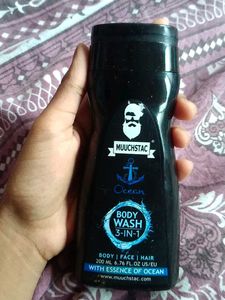 MUUCHSTAC
Ocean
BODY
WASH
3-IN-1
BODY | FACE | HAIR
200 ML 6.76 FL.OZ US/EU
WITH ESSENCE OF OCEAN
www.muuchstac.com